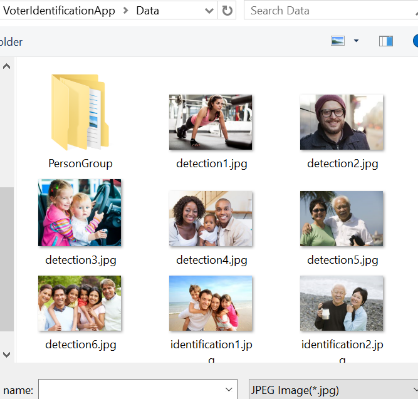 VoterIdentificationApp > Data
Search Data
older
PersonGroup
detection1.jpg
detection2.jpg
detection3.jpg
detection4.jpg
detection5.jpg
detection6.jpg
identification1.jp
g
identification2.jp
g
name:
JPEG Image(*.jpg)